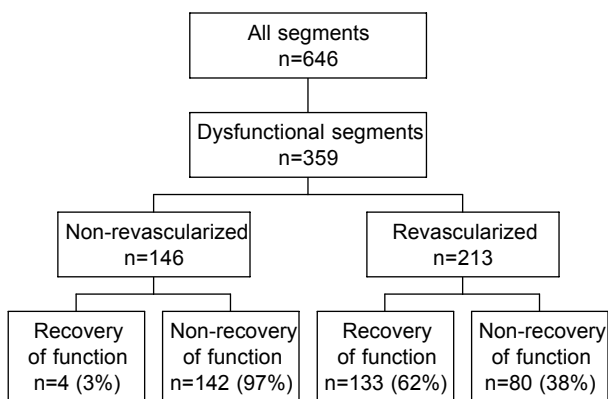 All segments
n=646
Dysfunctional segments
n=359
Non-revascularized
n=146
Revascularized
n=213
Recovery
of function
n=4 (3%)
Non-recovery
of function
n=142 (97%)
Recovery
of function
n=133 (62%)
Non-recovery
of function
n=80 (38%)